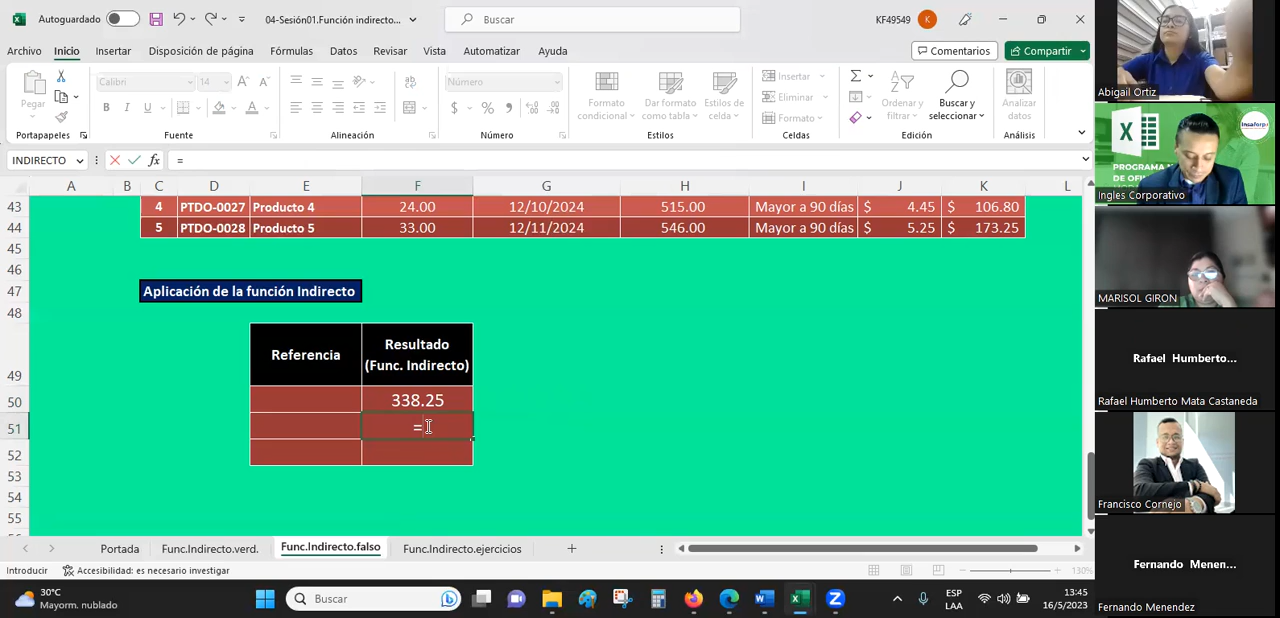 Autoguardado
04-Sesión01.Función indirecto...
Buscar
KF49549
K
Archivo Inicio Insertar Disposición de página Fórmulas Datos Revisar Vista Automatizar Ayuda
Comentarios
Compartir
Pegar
Calibri
14
N K S
Número
Formato condicional
Dar formato como tabla
Estilos de celda
Insertar
Eliminar
Formato
Ordenar y filtrar
Buscar y seleccionar
Analizar datos
Portapapeles Fuente Alineación Número Estilos Celdas Edición Análisis
INDIRECTO
fx
=
A B C D E F G H I J K L
43 4 PTDO-0027 Producto 4 24.00 12/10/2024 515.00 Mayor a 90 días $ 4.45 $ 106.80
44 5 PTDO-0028 Producto 5 33.00 12/11/2024 546.00 Mayor a 90 días $ 5.25 $ 173.25
45
46
47 Aplicación de la función Indirecto
48
49 Referencia Resultado (Func. Indirecto)
50 338.25
51 =
52
53
54
55
Portada Func.Indirecto.verd. Func.Indirecto.falso Func.Indirecto.ejercicios
Introducir
Accesibilidad: es necesario investigar
130%
30°C
Mayorm. nublado
Buscar
ESP
LAA
13:45
16/5/2023
Abigail Ortiz
Insaforp
PROGRAMA
DE OFI
Ingles Corporativo
MARISOL GIRON
Rafael Humberto...
Rafael Humberto Mata Castaneda
Francisco Cornejo
Fernando Menen...
Fernando Menendez